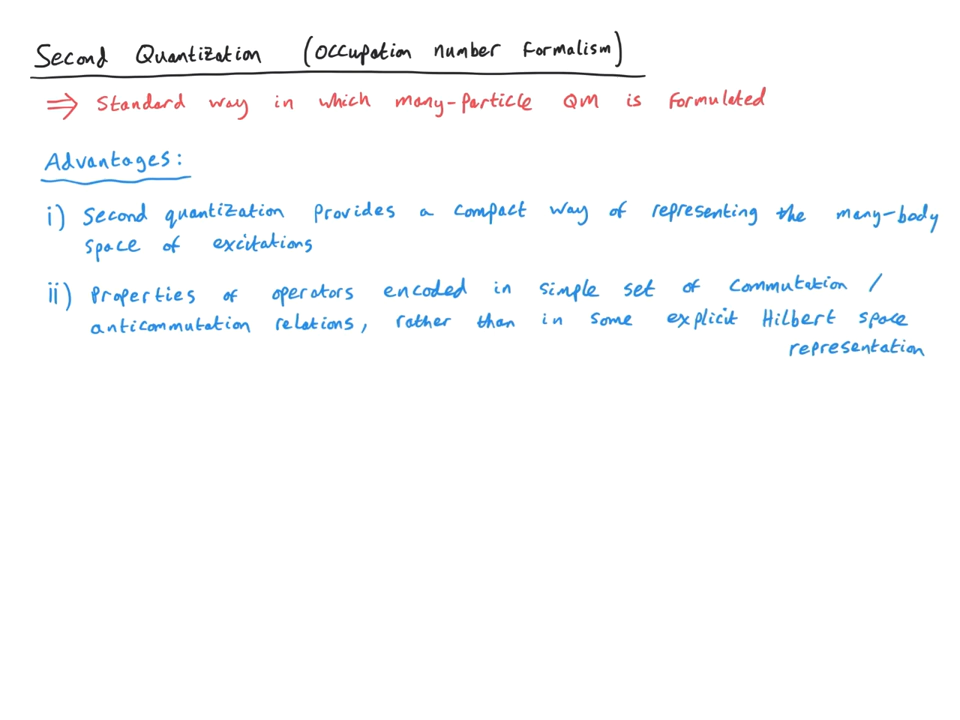 Second Quantization (Occupation number formalism)
⇒ Standard way in which many-particle QM is formulated
Advantages:
i) Second quantization provides a compact way of representing the many-body
space of excitations
ii) Properties of operators encoded in simple set of commutation /
anticommutation relations, rather than in some explicit Hilbert space
representation